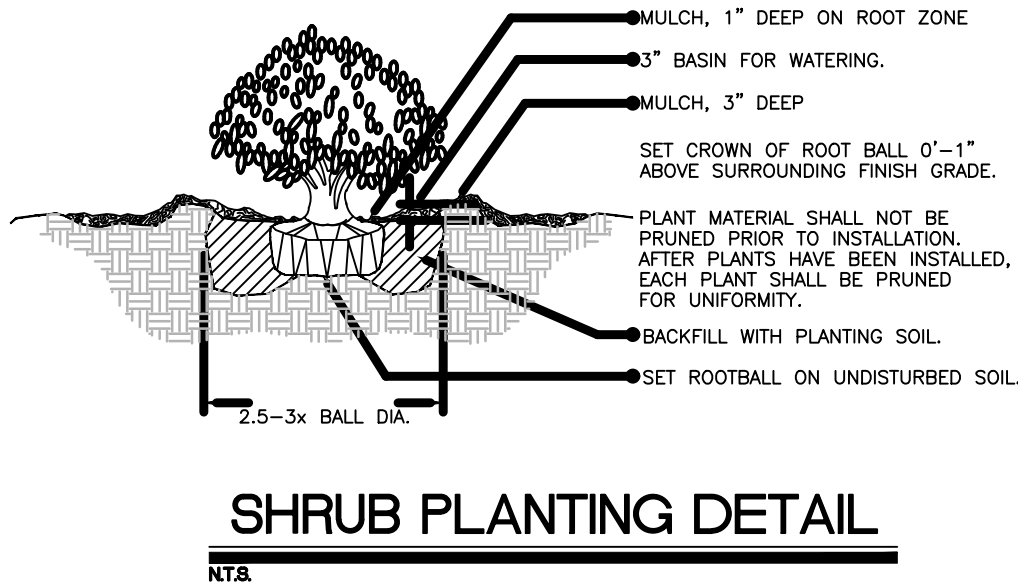 MULCH, 1” DEEP ON ROOT ZONE
3” BASIN FOR WATERING.
MULCH, 3” DEEP
SET CROWN OF ROOT BALL 0’–1”
ABOVE SURROUNDING FINISH GRADE.
PLANT MATERIAL SHALL NOT BE
PRUNED PRIOR TO INSTALLATION.
AFTER PLANTS HAVE BEEN INSTALLED,
EACH PLANT SHALL BE PRUNED
FOR UNIFORMITY.
BACKFILL WITH PLANTING SOIL.
SET ROOTBALL ON UNDISTURBED SOIL.
2.5–3x BALL DIA.
SHRUB PLANTING DETAIL
N.T.S.